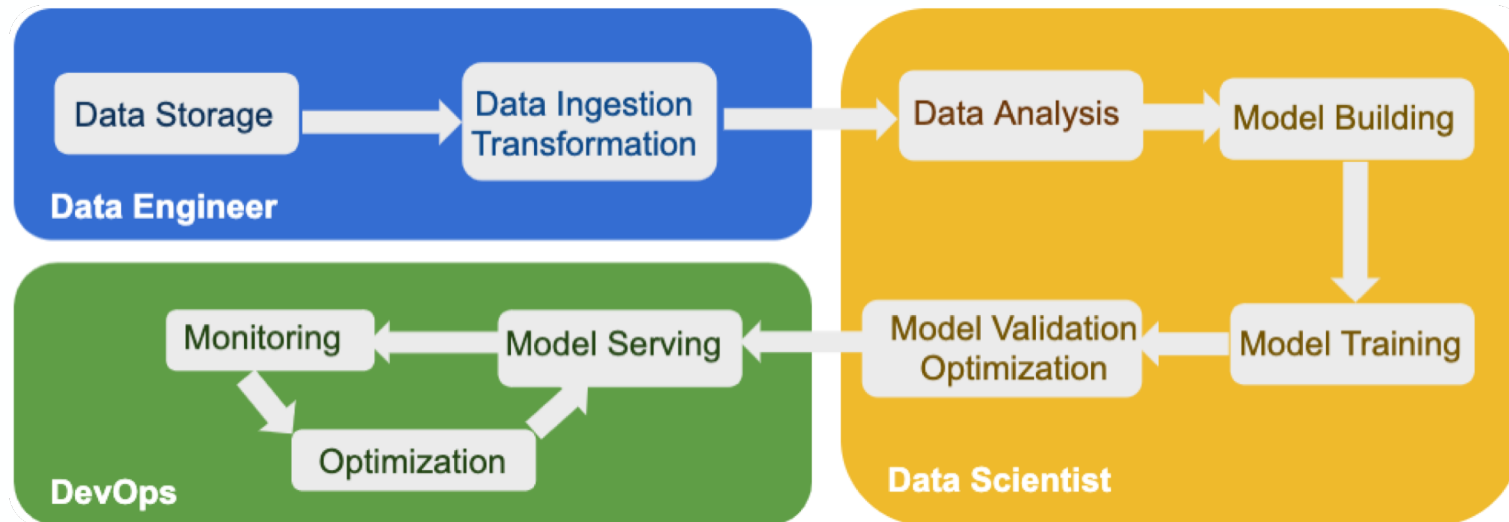 Data Storage
Data Ingestion
Transformation
Data Engineer
Data Analysis
Model Building
Model Training
Model Validation
Optimization
Data Scientist
Model Serving
Monitoring
Optimization
DevOps